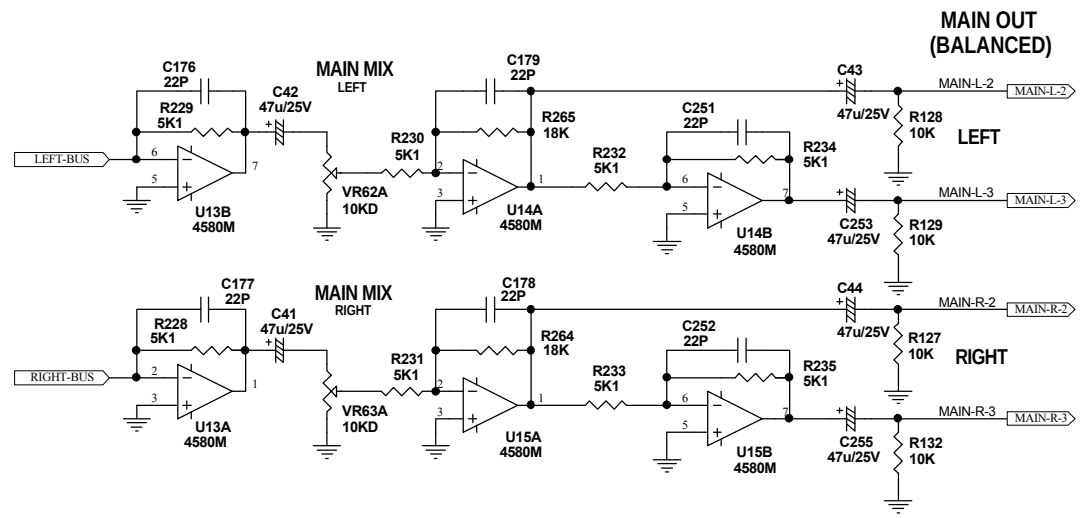 MAIN OUT
(BALANCED)
C176
22P
R229
5K1
LEFT-BUS
6
5
7
U13B
4580M
C42
47u/25V
MAIN MIX
LEFT
VR62A
10KD
R230
5K1
C179
22P
R265
18K
2
3
1
U14A
4580M
R232
5K1
C251
22P
R234
5K1
6
5
7
U14B
4580M
C43
47u/25V
MAIN-L-2
MAIN-L-2
R128
10K
LEFT
C253
47u/25V
MAIN-L-3
MAIN-L-3
R129
10K
C177
22P
R228
5K1
RIGHT-BUS
2
3
1
U13A
4580M
C41
47u/25V
MAIN MIX
RIGHT
VR63A
10KD
R231
5K1
C178
22P
R264
18K
2
3
1
U15A
4580M
R233
5K1
C252
22P
R235
5K1
6
5
7
U15B
4580M
C44
47u/25V
MAIN-R-2
MAIN-R-2
R127
10K
RIGHT
C255
47u/25V
MAIN-R-3
MAIN-R-3
R132
10K